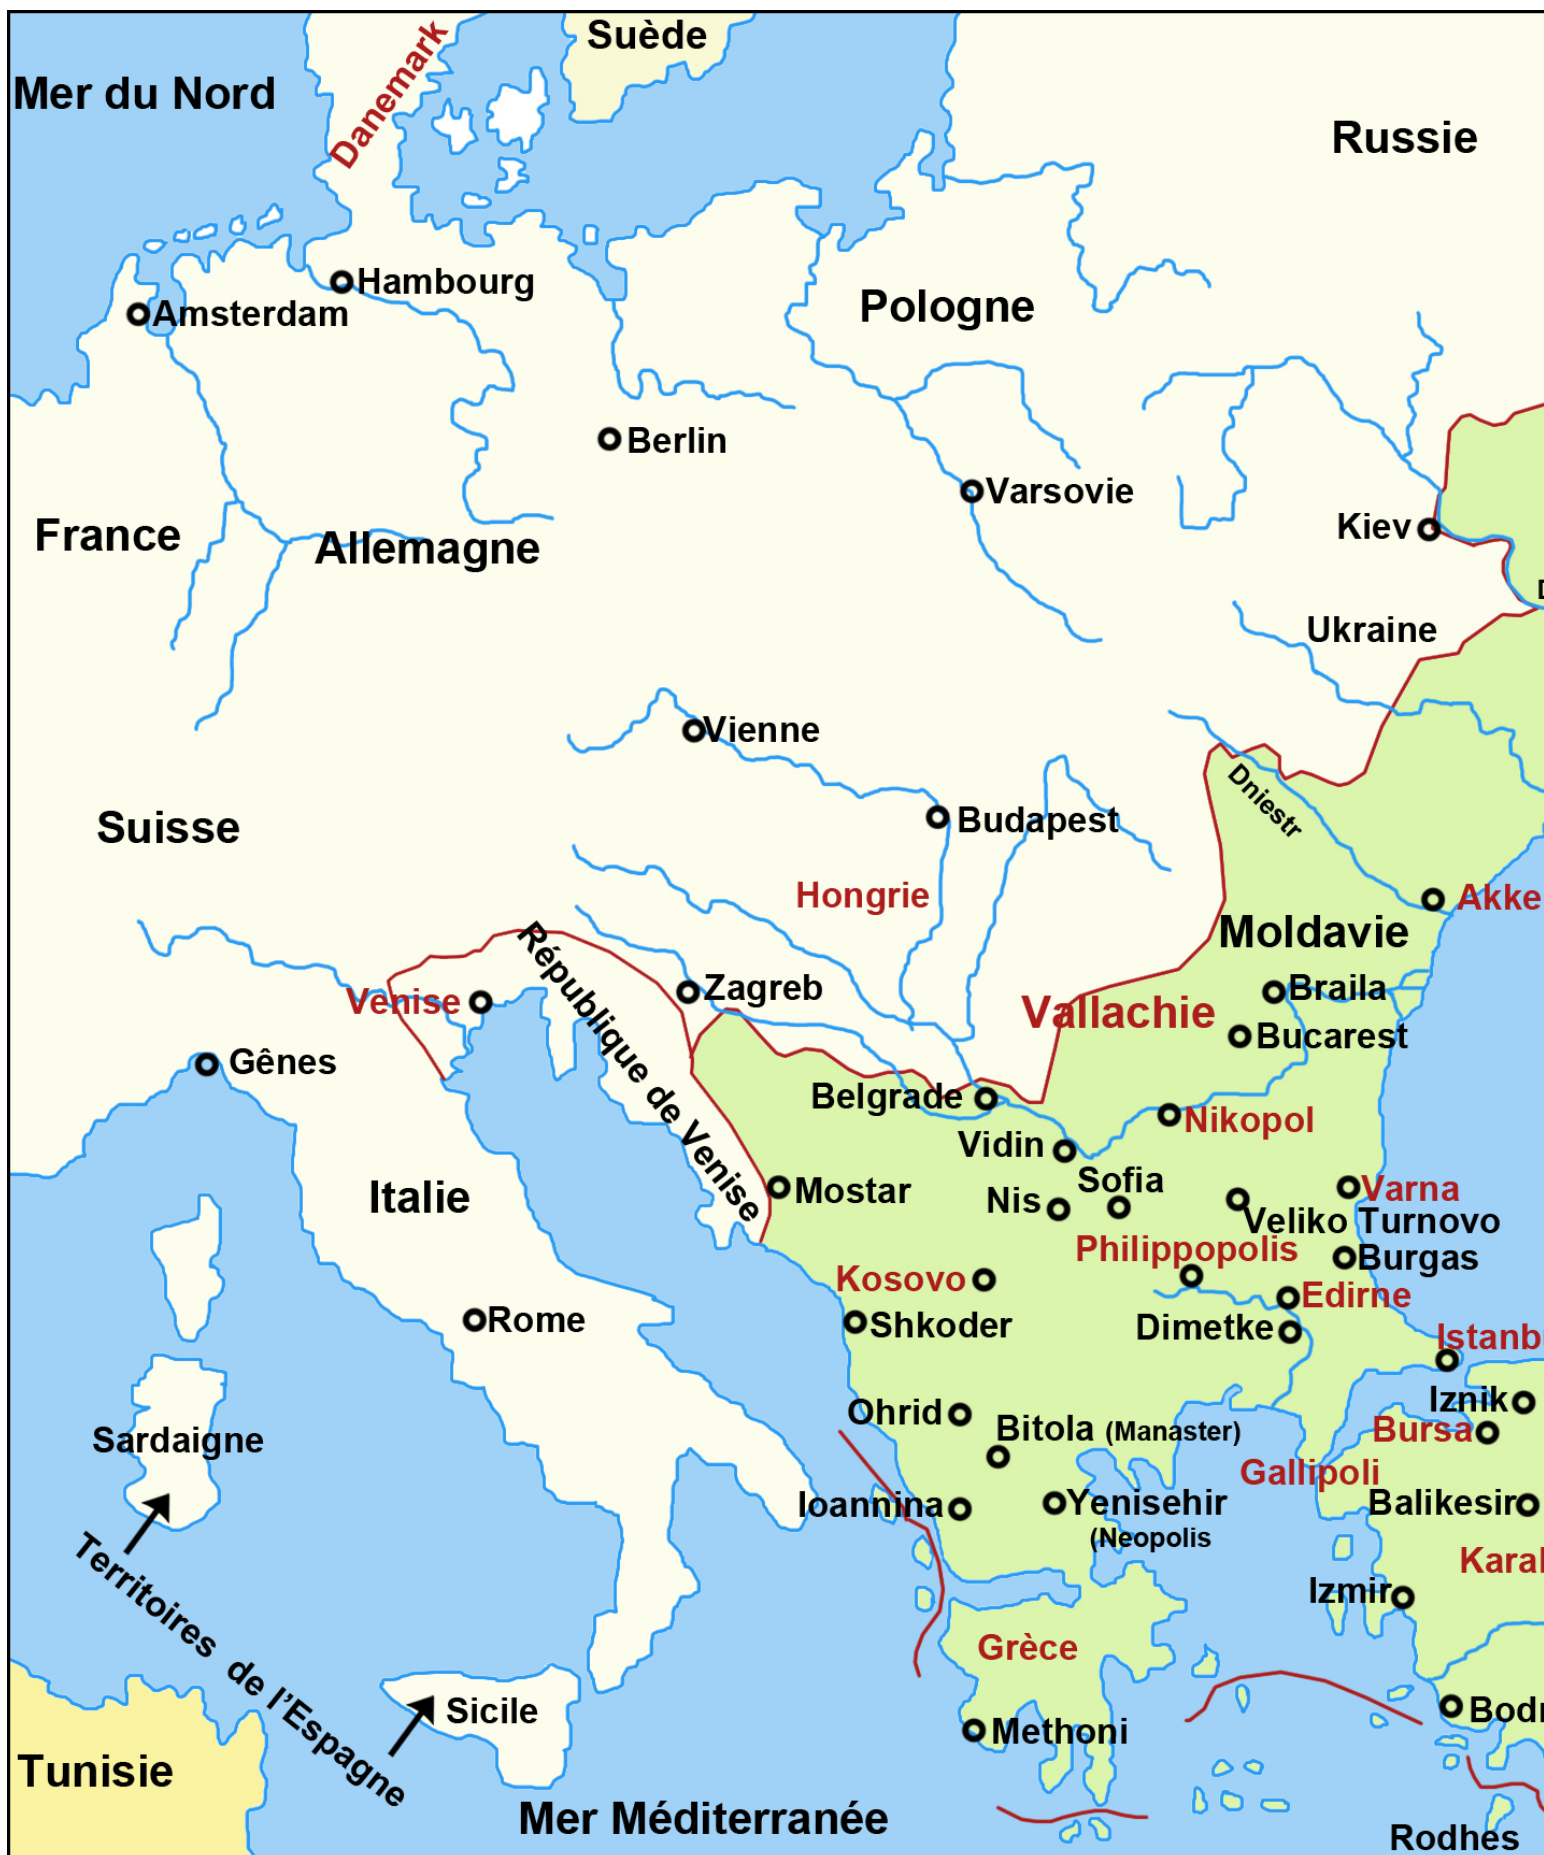 Suède
Mer du Nord
Danemark
Russie
Hambourg
Amsterdam
Pologne
Berlin
Varsovie
Kiev
France
Allemagne
Ukraine
Vienne
Dniestr
Budapest
Suisse
Hongrie
Akke
Moldavie
République de Venise
Venise
Zagreb
Braila
Vallachie
Bucarest
Gênes
Belgrade
Nikopol
Vidin
Sofia
Italie
Mostar
Nis
Varna
Veliko Turnovo
Philippopolis
Burgas
Kosovo
Edirne
Rome
Shkoder
Dimetke
Istanb
Iznik
Ohrid
Bitola (Manaster)
Bursa
Sardaigne
Gallipoli
Ioannina
Yenisehir
(Neopolis
Balikesir
Karal
Izmir
Territoires de l'Espagne
Grèce
Sicile
Methoni
Bodr
Tunisie
Mer Méditerranée
Rodhes